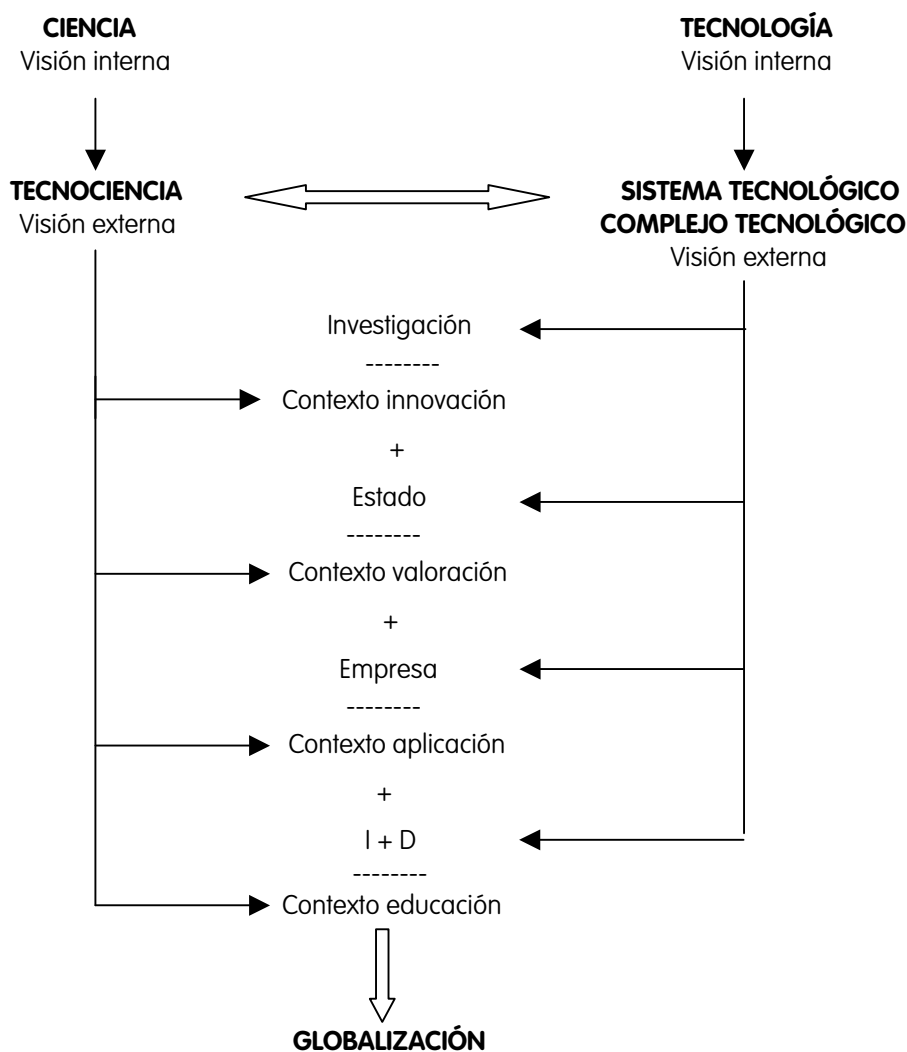 CIENCIA
Visión interna
TECNOLOGÍA
Visión interna
TECNOCIENCIA
Visión externa
SISTEMA TECNOLÓGICO
COMPLEJO TECNOLÓGICO
Visión externa
Investigación
--------
Contexto innovación
+
Estado
--------
Contexto valoración
+
Empresa
--------
Contexto aplicación
+
I + D
--------
Contexto educación
GLOBALIZACIÓN